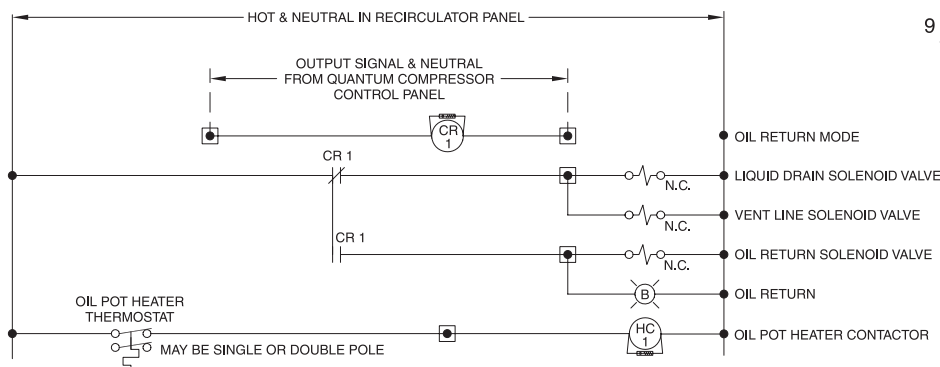 HOT & NEUTRAL IN RECIRCULATOR PANEL
9
OUTPUT SIGNAL & NEUTRAL
FROM QUANTUM COMPRESSOR
CONTROL PANEL
CR
1
OIL RETURN MODE
CR 1
N.C.
LIQUID DRAIN SOLENOID VALVE
N.C.
VENT LINE SOLENOID VALVE
CR 1
N.C.
OIL RETURN SOLENOID VALVE
B
OIL RETURN
OIL POT HEATER
THERMOSTAT
HC
1
OIL POT HEATER CONTACTOR
MAY BE SINGLE OR DOUBLE POLE